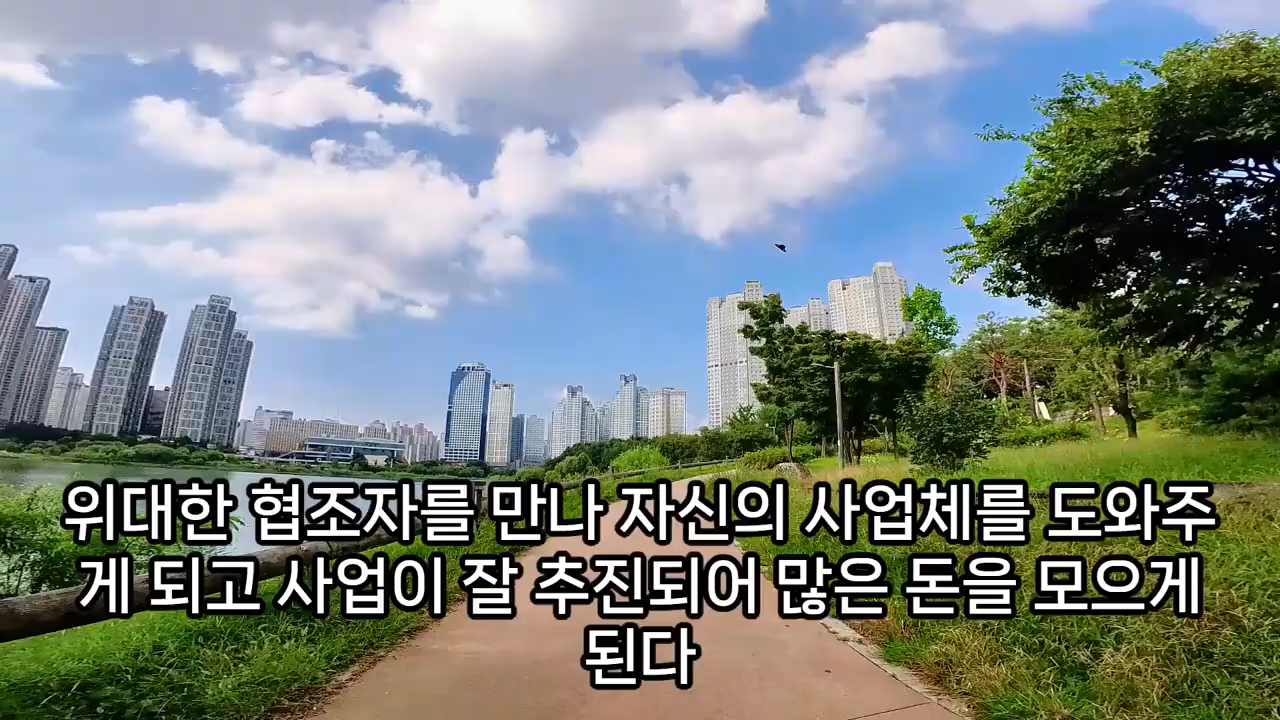 위대한 협조자를 만나 자신의 사업체를 도와주
게 되고 사업이 잘 추진되어 많은 돈을 모으게
된다